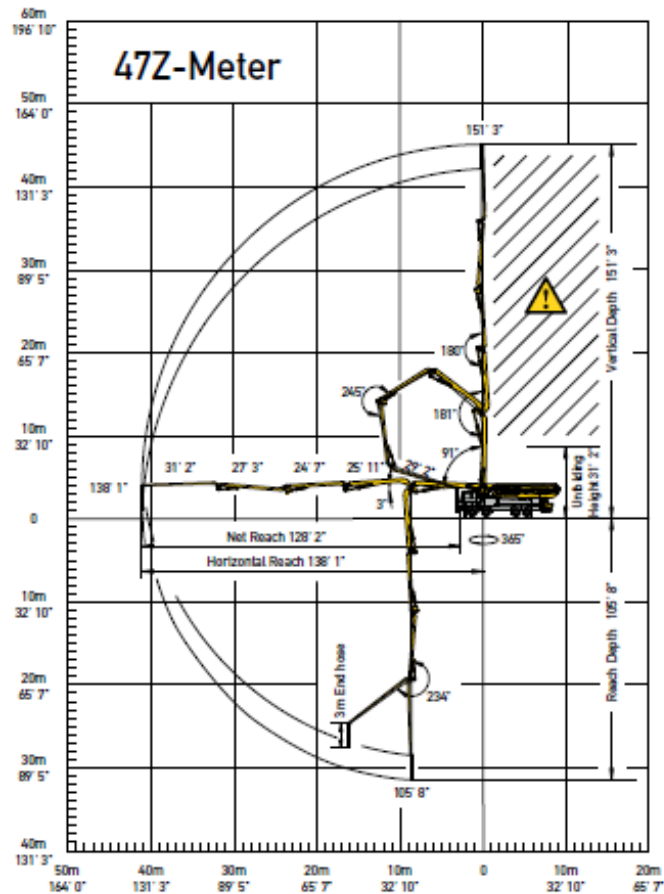 60m
196' 10"
47Z-Meter
50m
164' 0"
151' 3"
40m
131' 3"
30m
89' 5"
Vertical Depth 151' 3"
20m
65' 7"
180°
245°
181°
10m
32' 10"
91°
31' 2" 27' 3" 24' 7" 25' 11" 29' 2"
Unfolding
Height 31' 2"
138' 1"
3°
0
Net Reach 128' 2"
365°
Horizontal Reach 138' 1"
10m
32' 10"
Reach Depth 105' 8"
20m
65' 7"
234°
3m End hose
30m
89' 5"
105' 8"
40m
131' 3"
50m 40m 30m 20m 10m 0 10m 20m
164' 0" 131' 3" 89' 5" 65' 7" 32' 10" 32' 10" 65' 7"